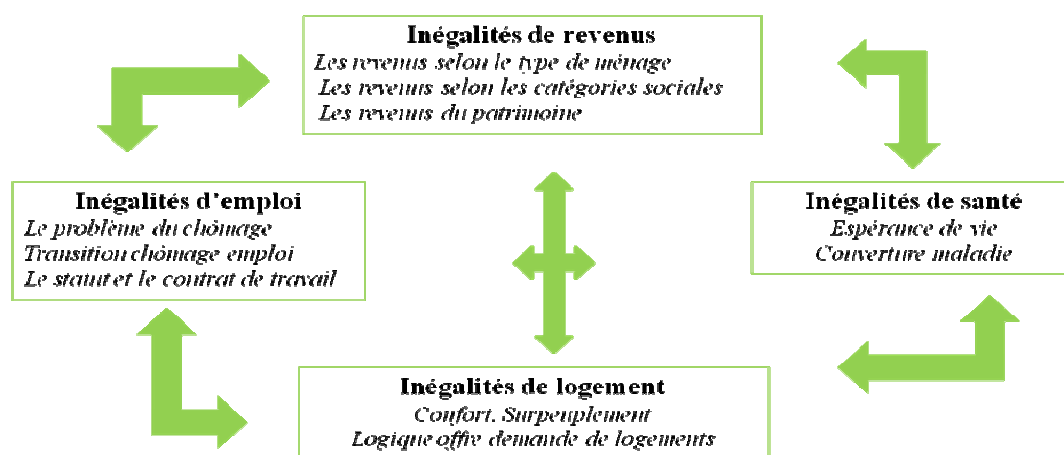 Inégalités de revenus
Les revenus selon le type de ménage
Les revenus selon les catégories sociales
Les revenus du patrimoine
Inégalités d'emploi
Le problème du chômage
Transition chômage emploi
Le statut et le contrat de travail
Inégalités de santé
Espérance de vie
Couverture maladie
Inégalités de logement
Confort. Surpeuplement
Logique offre demande de logements